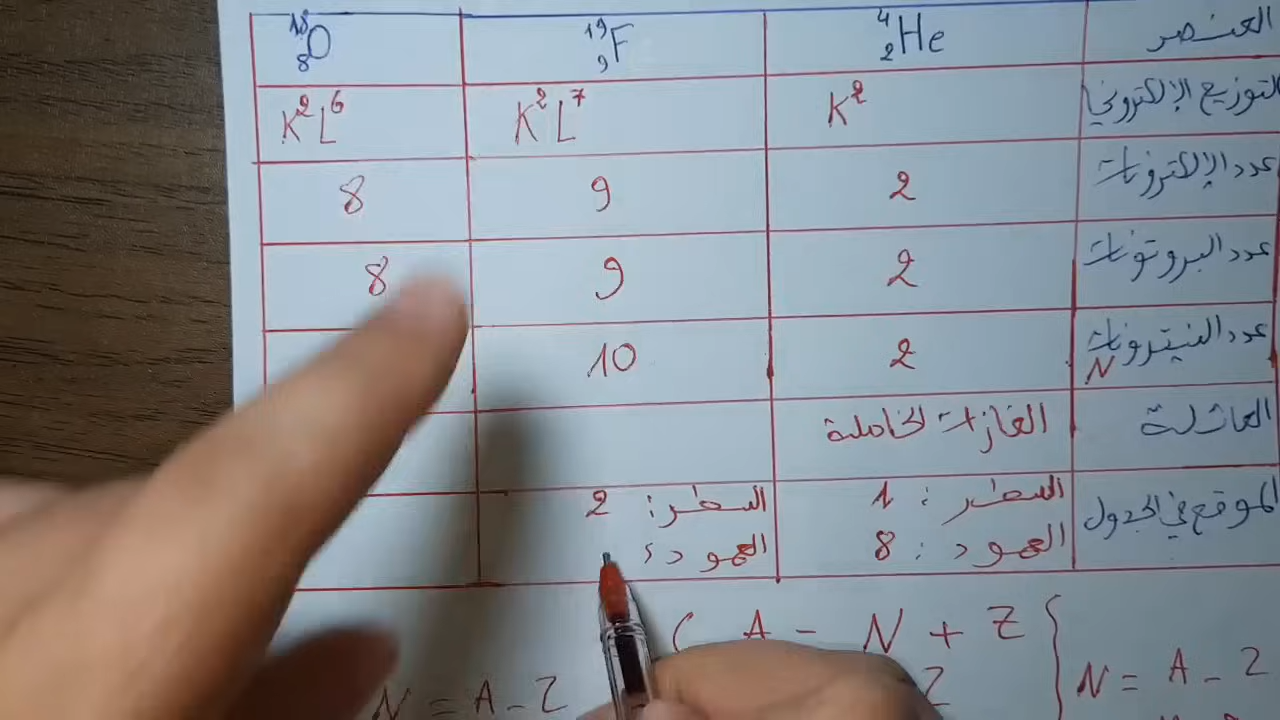 العنصر ⁴₂He ¹⁹₉F ¹⁸₈O
التوزيع الإلكتروني K² K²L⁷ K²L⁶
عدد الإلكترونات 2 9 8
عدد البروتونات 2 9 8
عدد النيترونات N 2 10
العائلة الغازات الخاملة
الموقع في الجدول السطر: 1 السطر: 2
العمود: 8 العمود:
A = N + Z
N = A - Z
N = A - Z